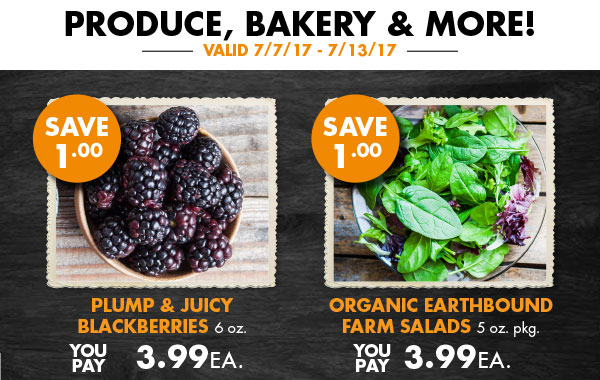 PRODUCE, BAKERY & MORE!
VALID 7/7/17 - 7/13/17
SAVE
1.00
PLUMP & JUICY
BLACKBERRIES 6 oz.
YOU
PAY 3.99EA.
SAVE
1.00
ORGANIC EARTHBOUND
FARM SALADS 5 oz. pkg.
YOU
PAY 3.99EA.